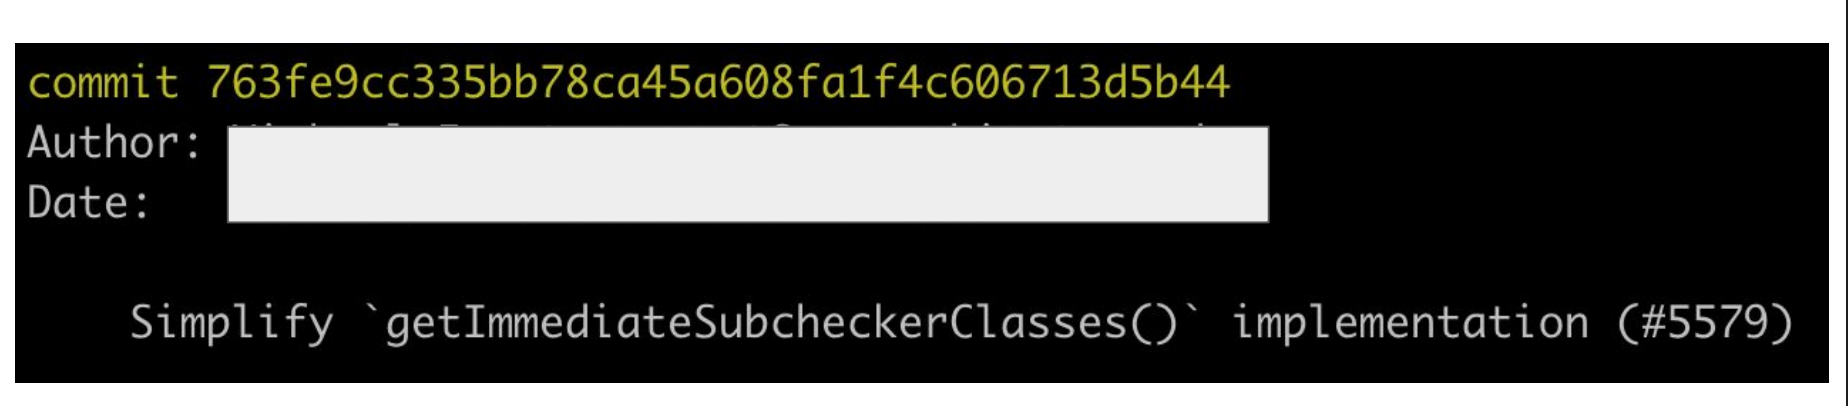 commit 763fe9cc335bb78ca45a608fa1f4c606713d5b44
Author:
Date:
Simplify `getImmediateSubcheckerClasses()` implementation (#5579)